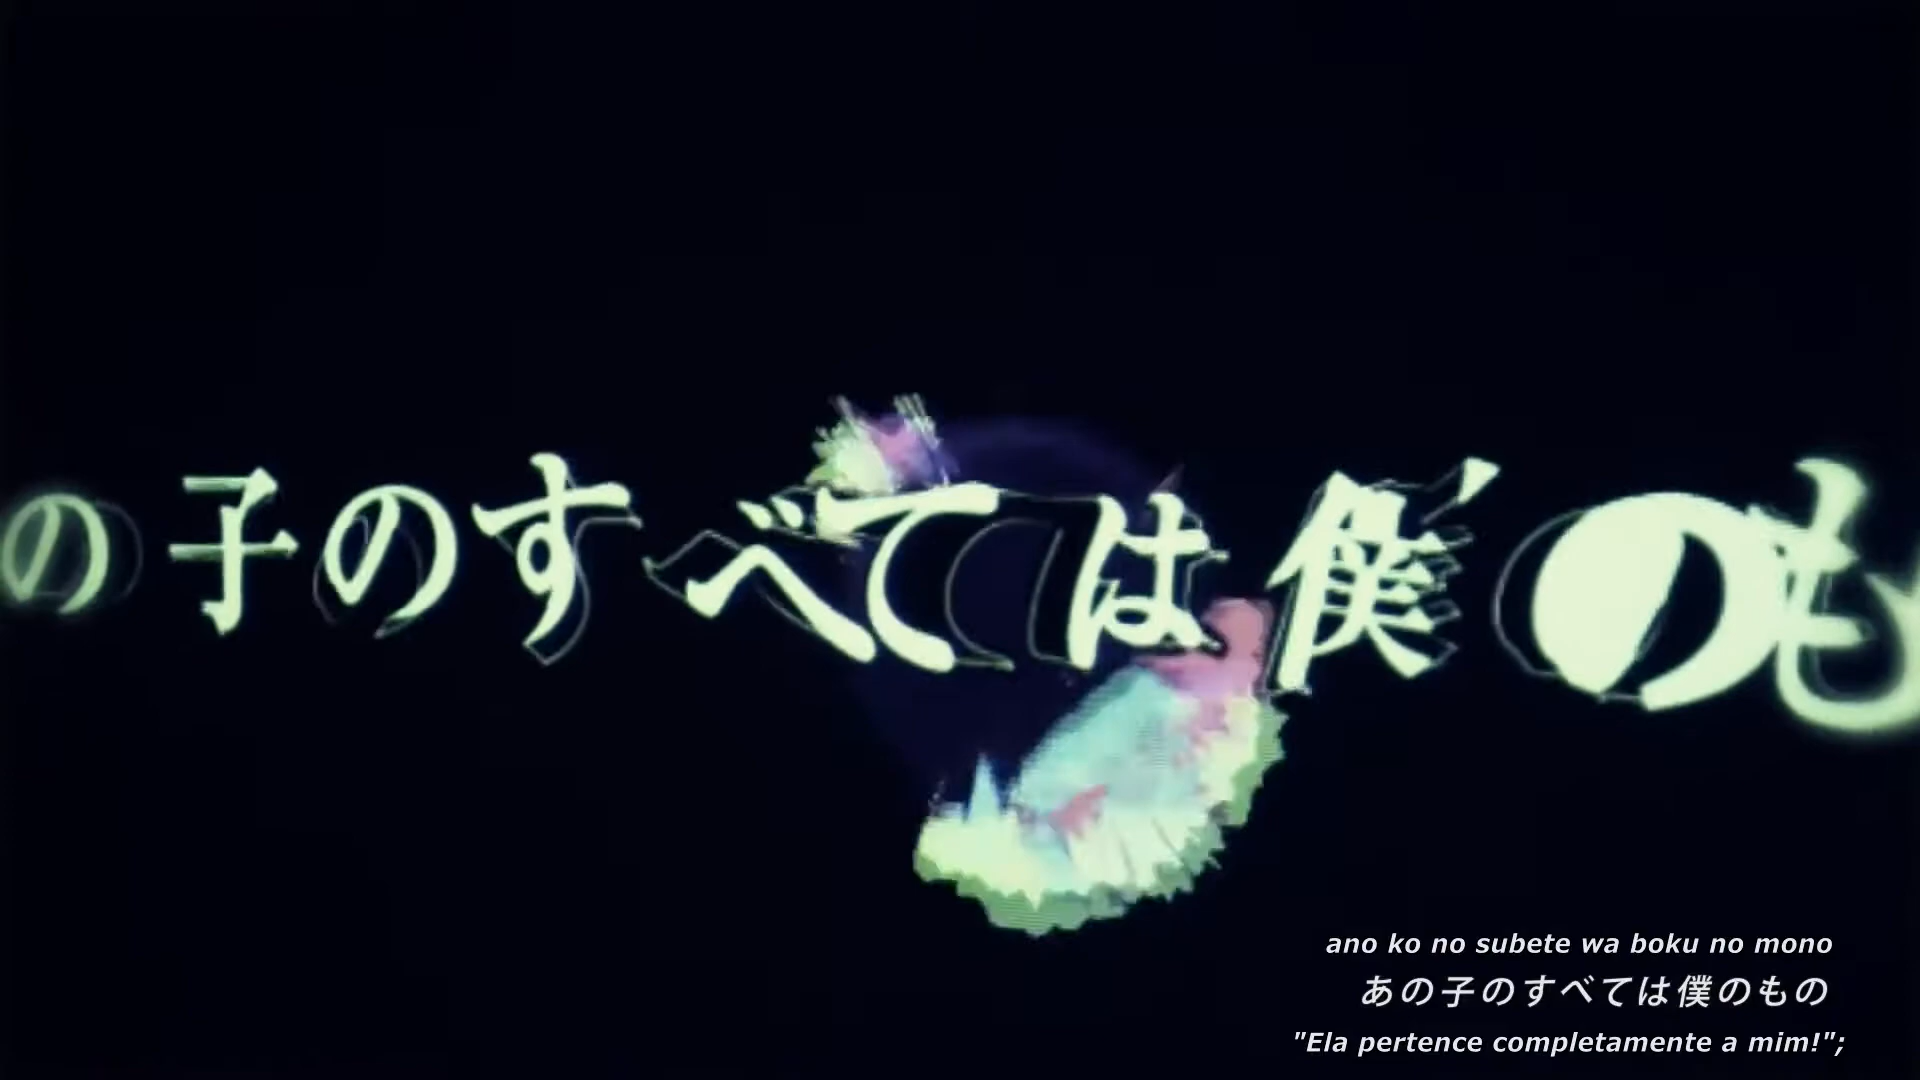 の子のすべては僕のも
ano ko no subete wa boku no mono
あの子のすべては僕のもの
"Ela pertence completamente a mim!";